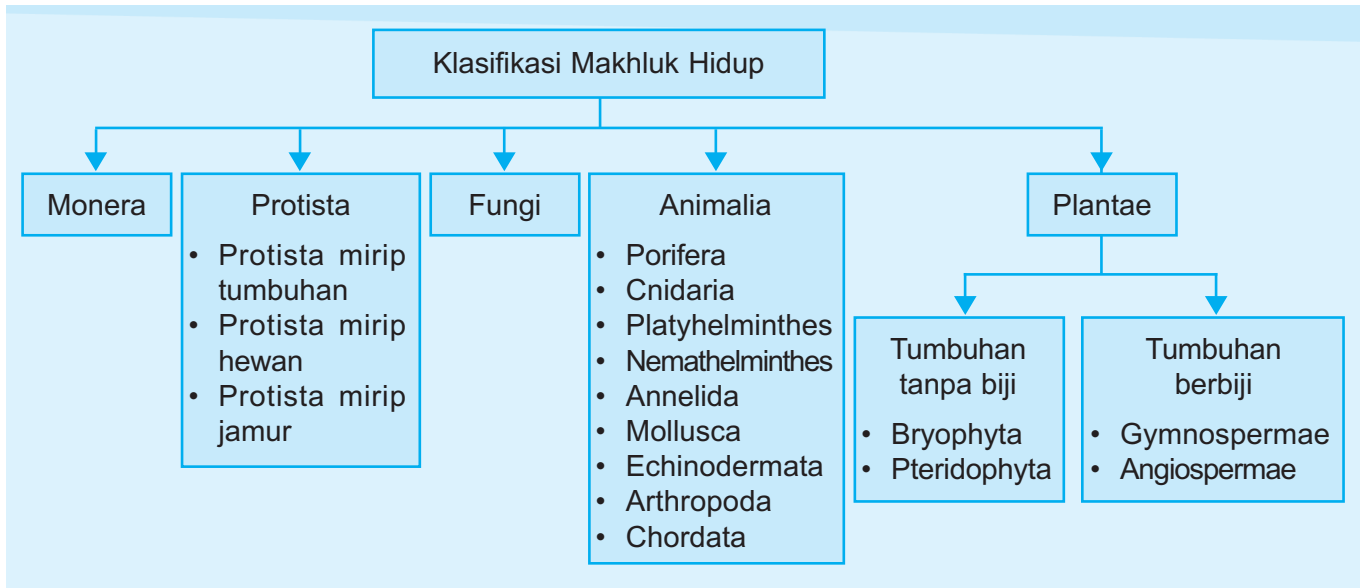 Klasifikasi Makhluk Hidup
Monera
Protista
• Protista mirip
tumbuhan
• Protista mirip
hewan
• Protista mirip
jamur
Fungi
Animalia
• Porifera
• Cnidaria
• Platyhelminthes
• Nemathelminthes
• Annelida
• Mollusca
• Echinodermata
• Arthropoda
• Chordata
Plantae
Tumbuhan
tanpa biji
• Bryophyta
• Pteridophyta
Tumbuhan
berbiji
• Gymnospermae
• Angiospermae